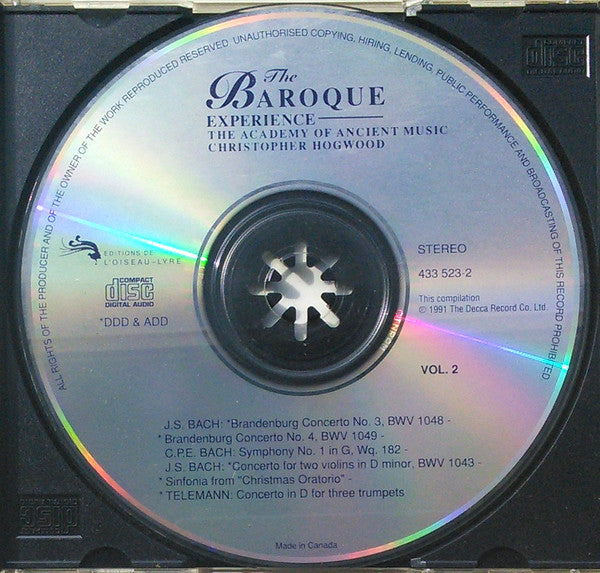 ALL RIGHTS OF THE PRODUCER AND OF THE OWNER OF THE WORK REPRODUCED RESERVED UNAUTHORISED COPYING, HIRING, LENDING, PUBLIC PERFORMANCE AND BROADCASTING OF THIS RECORD PROHIBITED
The
BAROQUE
EXPERIENCE
THE ACADEMY OF ANCIENT MUSIC
CHRISTOPHER HOGWOOD
EDITIONS DE
L'OISEAU-LYRE
COMPACT
disc
DIGITAL AUDIO
*DDD & ADD
STEREO
433 523-2
This compilation
℗ 1991 The Decca Record Co. Ltd.
VOL. 2
J.S. BACH: *Brandenburg Concerto No. 3, BWV 1048 -
* Brandenburg Concerto No. 4, BWV 1049 -
C.P.E. BACH: Symphony No. 1 in G, Wq. 182 -
J.S. BACH: *Concerto for two violins in D minor, BWV 1043 -
* Sinfonia from "Christmas Oratorio" -
* TELEMANN: Concerto in D for three trumpets
Made in Canada
COMPACT
disc
DIGITAL AUDIO